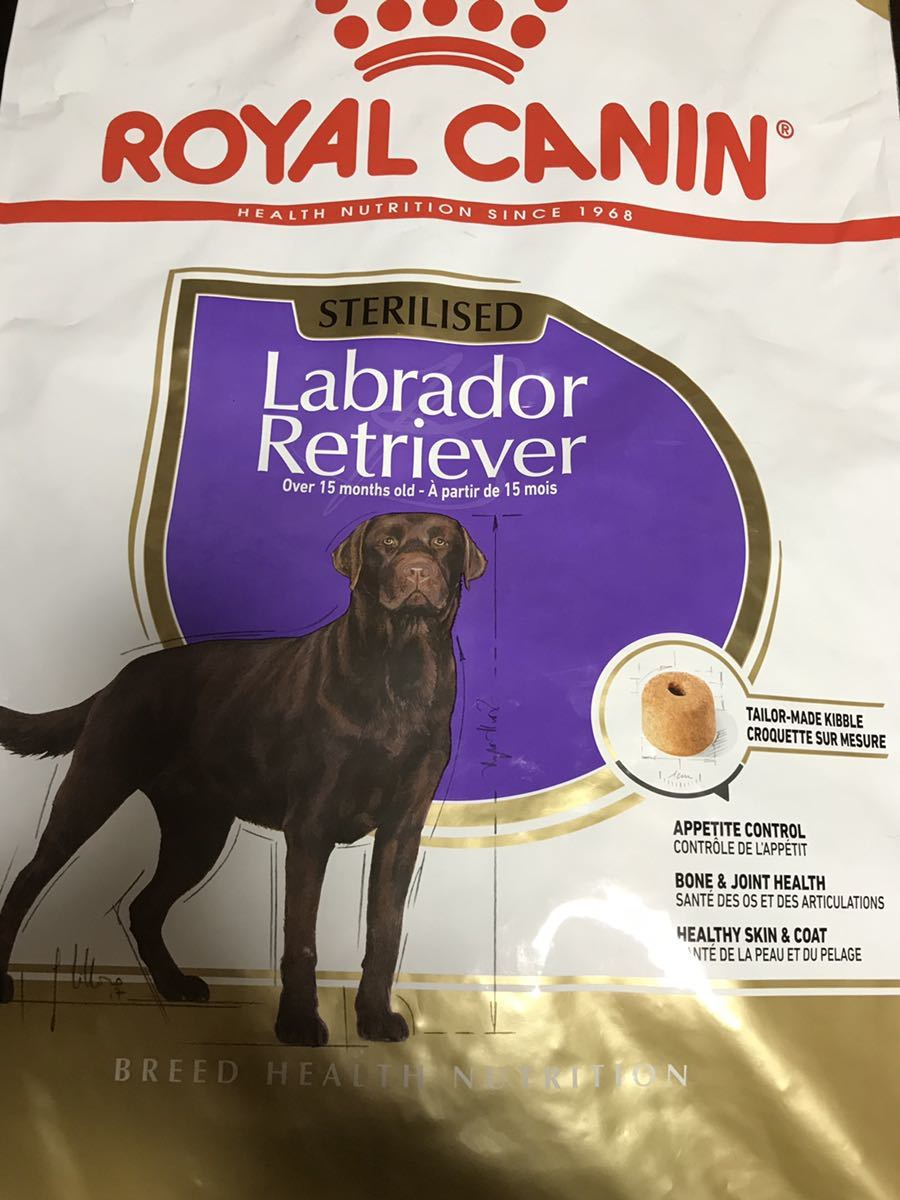 ROYAL CANIN®
HEALTH NUTRITION SINCE 1968
STERILISED
Labrador
Retriever
Over 15 months old - À partir de 15 mois
TAILOR-MADE KIBBLE
CROQUETTE SUR MESURE
1cm
APPETITE CONTROL
CONTRÔLE DE L'APPÉTIT
BONE & JOINT HEALTH
SANTÉ DES OS ET DES ARTICULATIONS
HEALTHY SKIN & COAT
SANTÉ DE LA PEAU ET DU PELAGE
BREED HEALTH NUTRITION